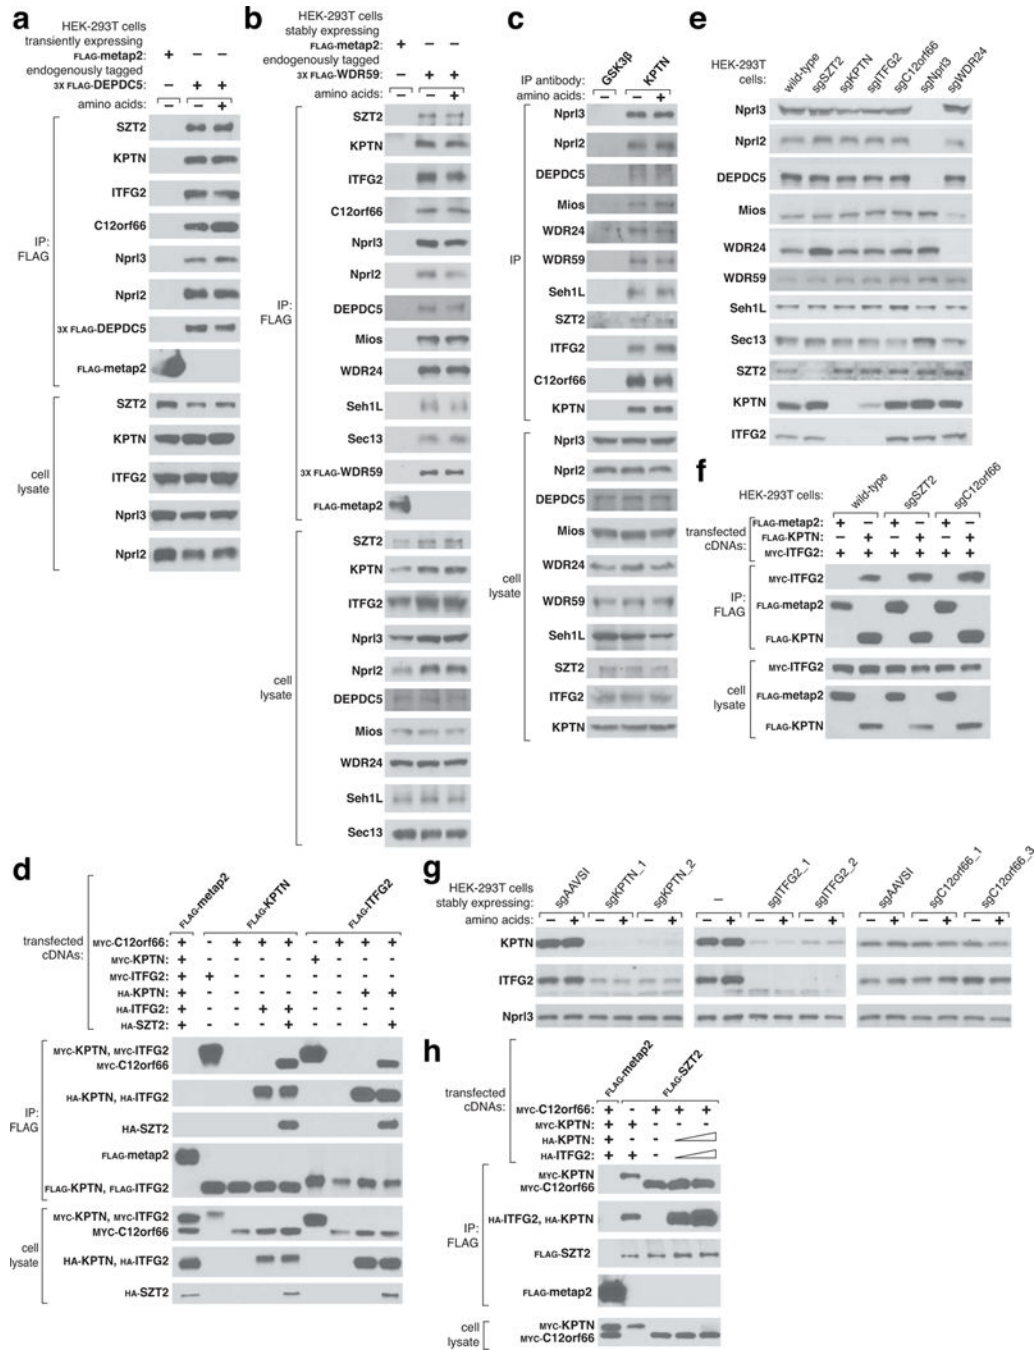 a
HEK-293T cells
transiently expressing
FLAG-metap2: + – –
endogenously tagged
3X FLAG-DEPDC5: – + +
amino acids: – – +
IP:
FLAG
SZT2
KPTN
ITFG2
C12orf66
Nprl3
Nprl2
3X FLAG-DEPDC5
FLAG-metap2
cell
lysate
SZT2
KPTN
ITFG2
Nprl3
Nprl2
b
HEK-293T cells
stably expressing
FLAG-metap2: + – –
endogenously tagged
3X FLAG-WDR59: – + +
amino acids: – – +
IP:
FLAG
SZT2
KPTN
ITFG2
C12orf66
Nprl3
Nprl2
DEPDC5
Mios
WDR24
Seh1L
Sec13
3X FLAG-WDR59
FLAG-metap2
cell
lysate
SZT2
KPTN
ITFG2
Nprl3
Nprl2
DEPDC5
Mios
WDR24
Seh1L
Sec13
c
IP antibody: GSK3β KPTN
amino acids: – – +
IP
Nprl3
Nprl2
DEPDC5
Mios
WDR24
WDR59
Seh1L
SZT2
ITFG2
C12orf66
KPTN
cell
lysate
Nprl3
Nprl2
DEPDC5
Mios
WDR24
WDR59
Seh1L
SZT2
ITFG2
KPTN
e
HEK-293T
cells:
wild-type sgSZT2 sgKPTN sgITFG2 sgC12orf66 sgNprl3 sgWDR24
Nprl3
Nprl2
DEPDC5
Mios
WDR24
WDR59
Seh1L
Sec13
SZT2
KPTN
ITFG2
f
HEK-293T cells: wild-type sgSZT2 sgC12orf66
transfected
cDNAs:
FLAG-metap2: + – + – + –
FLAG-KPTN: – + – + – +
MYC-ITFG2: + + + + + +
IP:
FLAG
MYC-ITFG2
FLAG-metap2
FLAG-KPTN
cell
lysate
MYC-ITFG2
FLAG-metap2
FLAG-KPTN
d
FLAG-metap2 FLAG-KPTN FLAG-ITFG2
transfected
cDNAs:
MYC-C12orf66: + - + + + - + + +
MYC-KPTN: + - - - - + - - -
MYC-ITFG2: + + - - - - - - -
HA-KPTN: + - - - - - - + +
HA-ITFG2: + - - + + - - - -
HA-SZT2: + - - - + - - - +
IP:
FLAG
MYC-KPTN, MYC-ITFG2
MYC-C12orf66
HA-KPTN, HA-ITFG2
HA-SZT2
FLAG-metap2
FLAG-KPTN, FLAG-ITFG2
cell
lysate
MYC-KPTN, MYC-ITFG2
MYC-C12orf66
HA-KPTN, HA-ITFG2
HA-SZT2
g
HEK-293T cells
stably expressing:
sgAAVSI sgKPTN_1 sgKPTN_2 – sgITFG2_1 sgITFG2_2 sgAAVSI sgC12orf66_1 sgC12orf66_3
amino acids: – + – + – + – + – + – + – + – + – +
KPTN
ITFG2
Nprl3
h
FLAG-metap2 FLAG-SZT2
transfected
cDNAs:
MYC-C12orf66: + - + + +
MYC-KPTN: + + - - -
HA-KPTN: + - -
HA-ITFG2: + + -
IP:
FLAG
MYC-KPTN
MYC-C12orf66
HA-ITFG2, HA-KPTN
FLAG-SZT2
FLAG-metap2
cell
lysate
MYC-KPTN
MYC-C12orf66